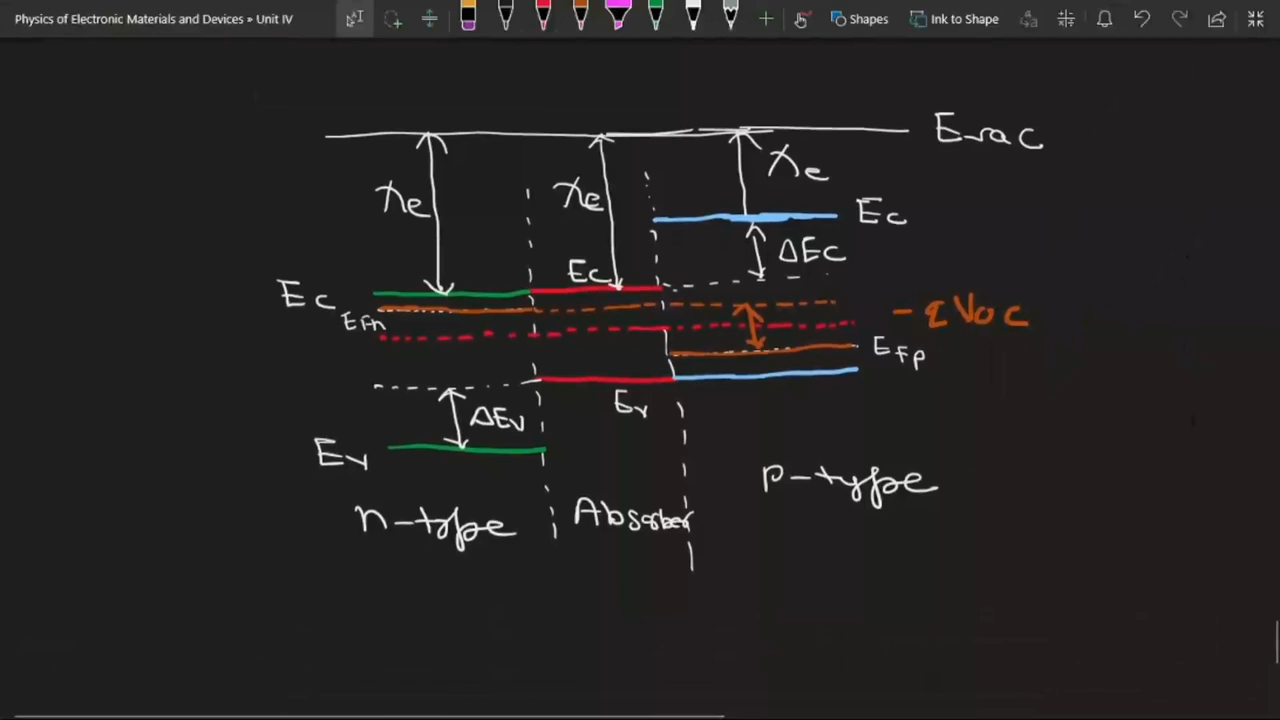 Physics of Electronic Materials and Devices » Unit IV
Shapes
Ink to Shape
Evac
χe
χe
χe
Ec
ΔEc
Ec
Ec
EFn
-qVoc
EFp
ΔEv
Ev
Ev
p-type
n-type
Absorber